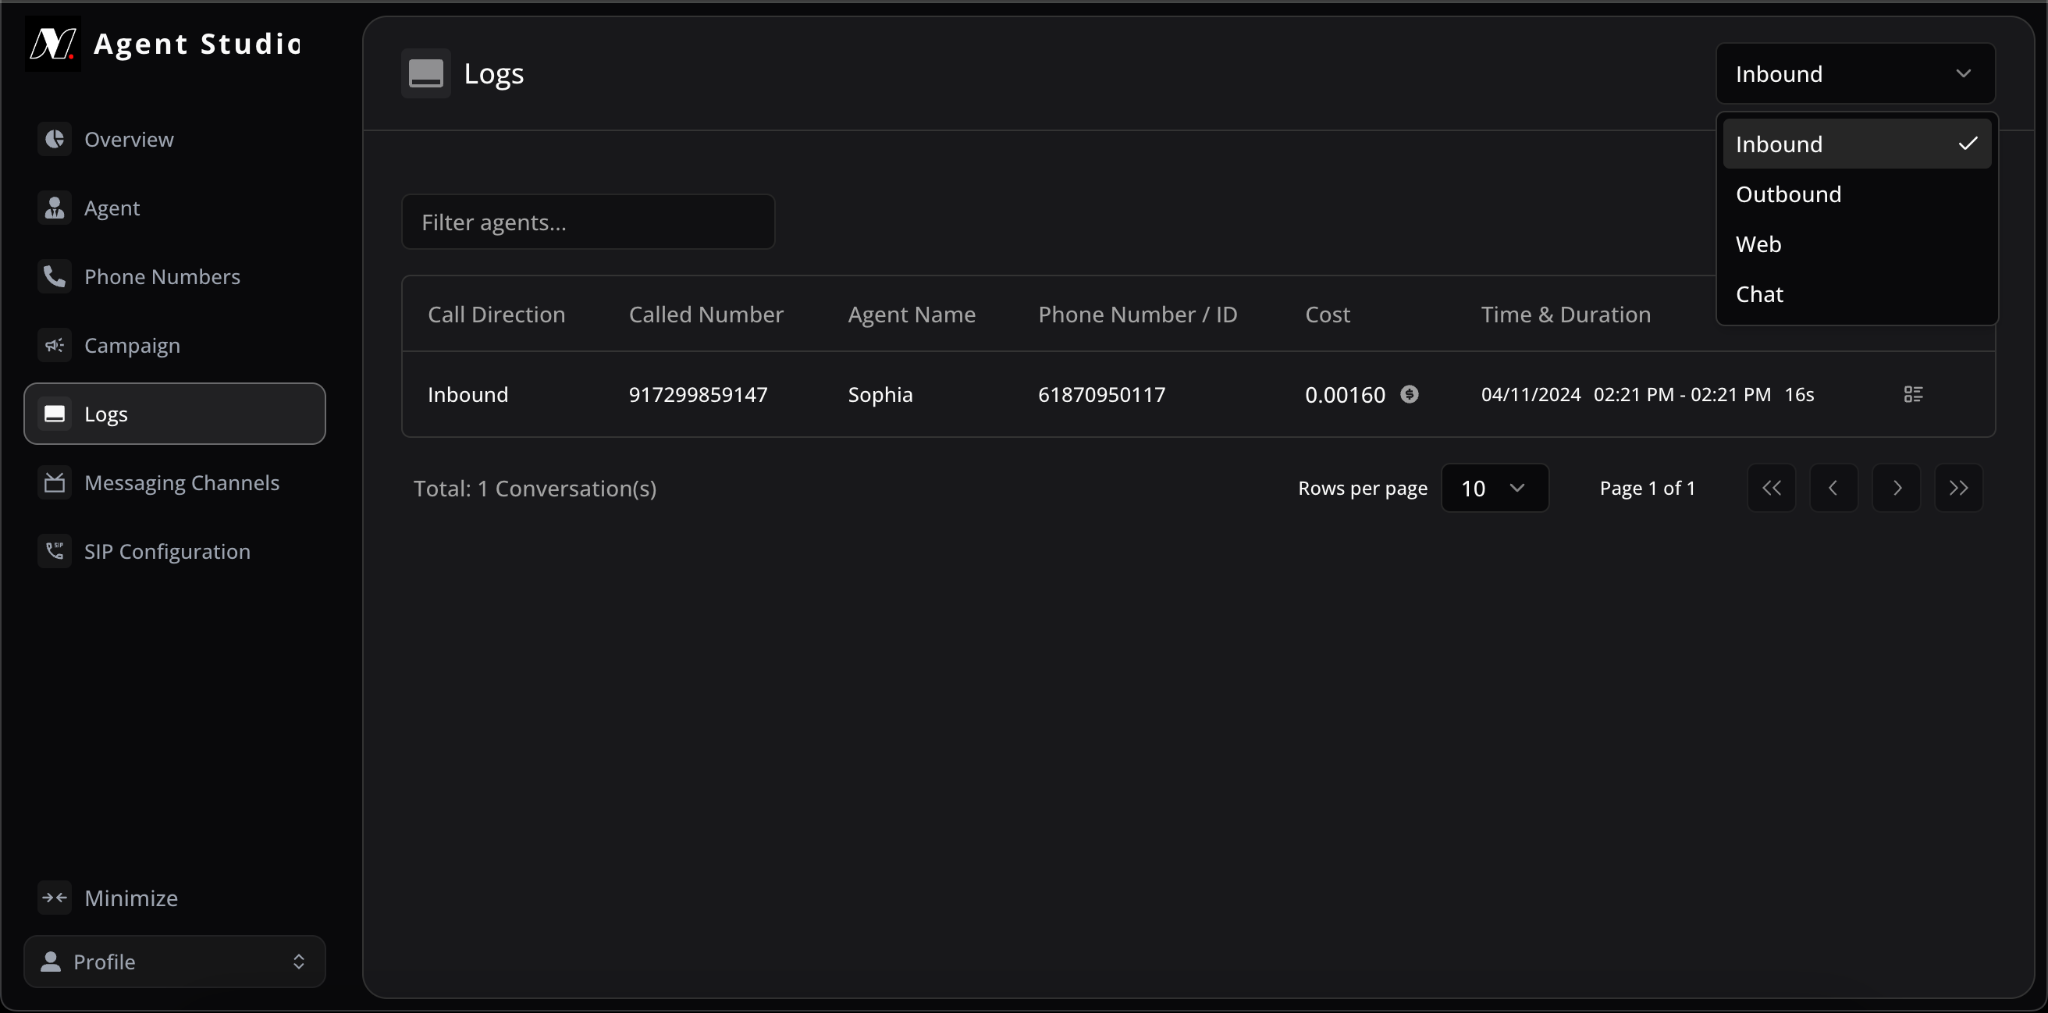 Agent Studio
Overview
Agent
Phone Numbers
Campaign
Logs
Messaging Channels
SIP Configuration
Minimize
Profile
Logs
Inbound
Inbound
Outbound
Web
Chat
Filter agents...
Call Direction Called Number Agent Name Phone Number / ID Cost Time & Duration
Inbound 917299859147 Sophia 61870950117 0.00160 04/11/2024 02:21 PM - 02:21 PM 16s
Total: 1 Conversation(s) Rows per page 10 Page 1 of 1